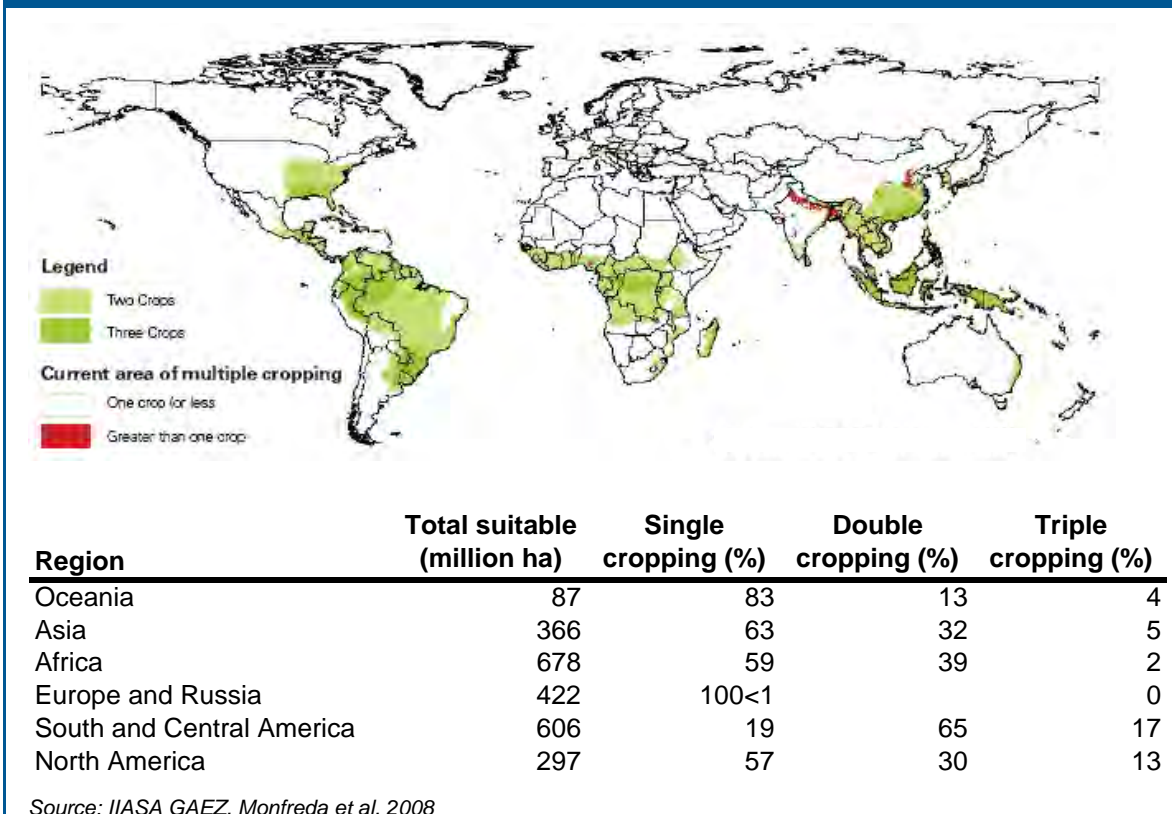 Legend
Two Crops
Three Crops
Current area of multiple cropping
One crop for less
Greater than one crop
Total suitable Single Double Triple
Region (million ha) cropping (%) cropping (%) cropping (%)
Oceania 87 83 13 4
Asia 366 63 32 5
Africa 678 59 39 2
Europe and Russia 422 100<1 0
South and Central America 606 19 65 17
North America 297 57 30 13
Source: IIASA GAEZ, Monfreda et al. 2008